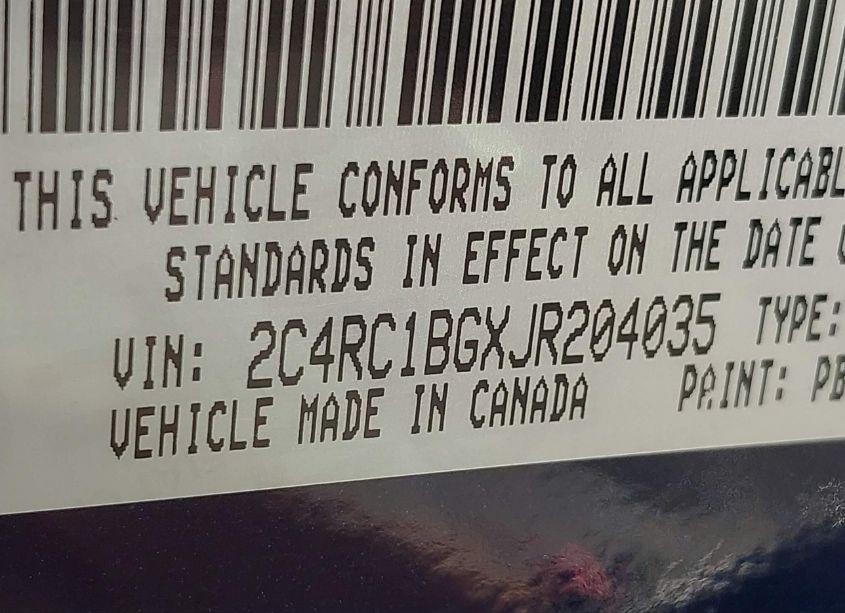 THIS VEHICLE CONFORMS TO ALL APPLICABL
STANDARDS IN EFFECT ON THE DATE
VIN: 2C4RC1BGXJR204035 TYPE:
VEHICLE MADE IN CANADA PAINT: PB